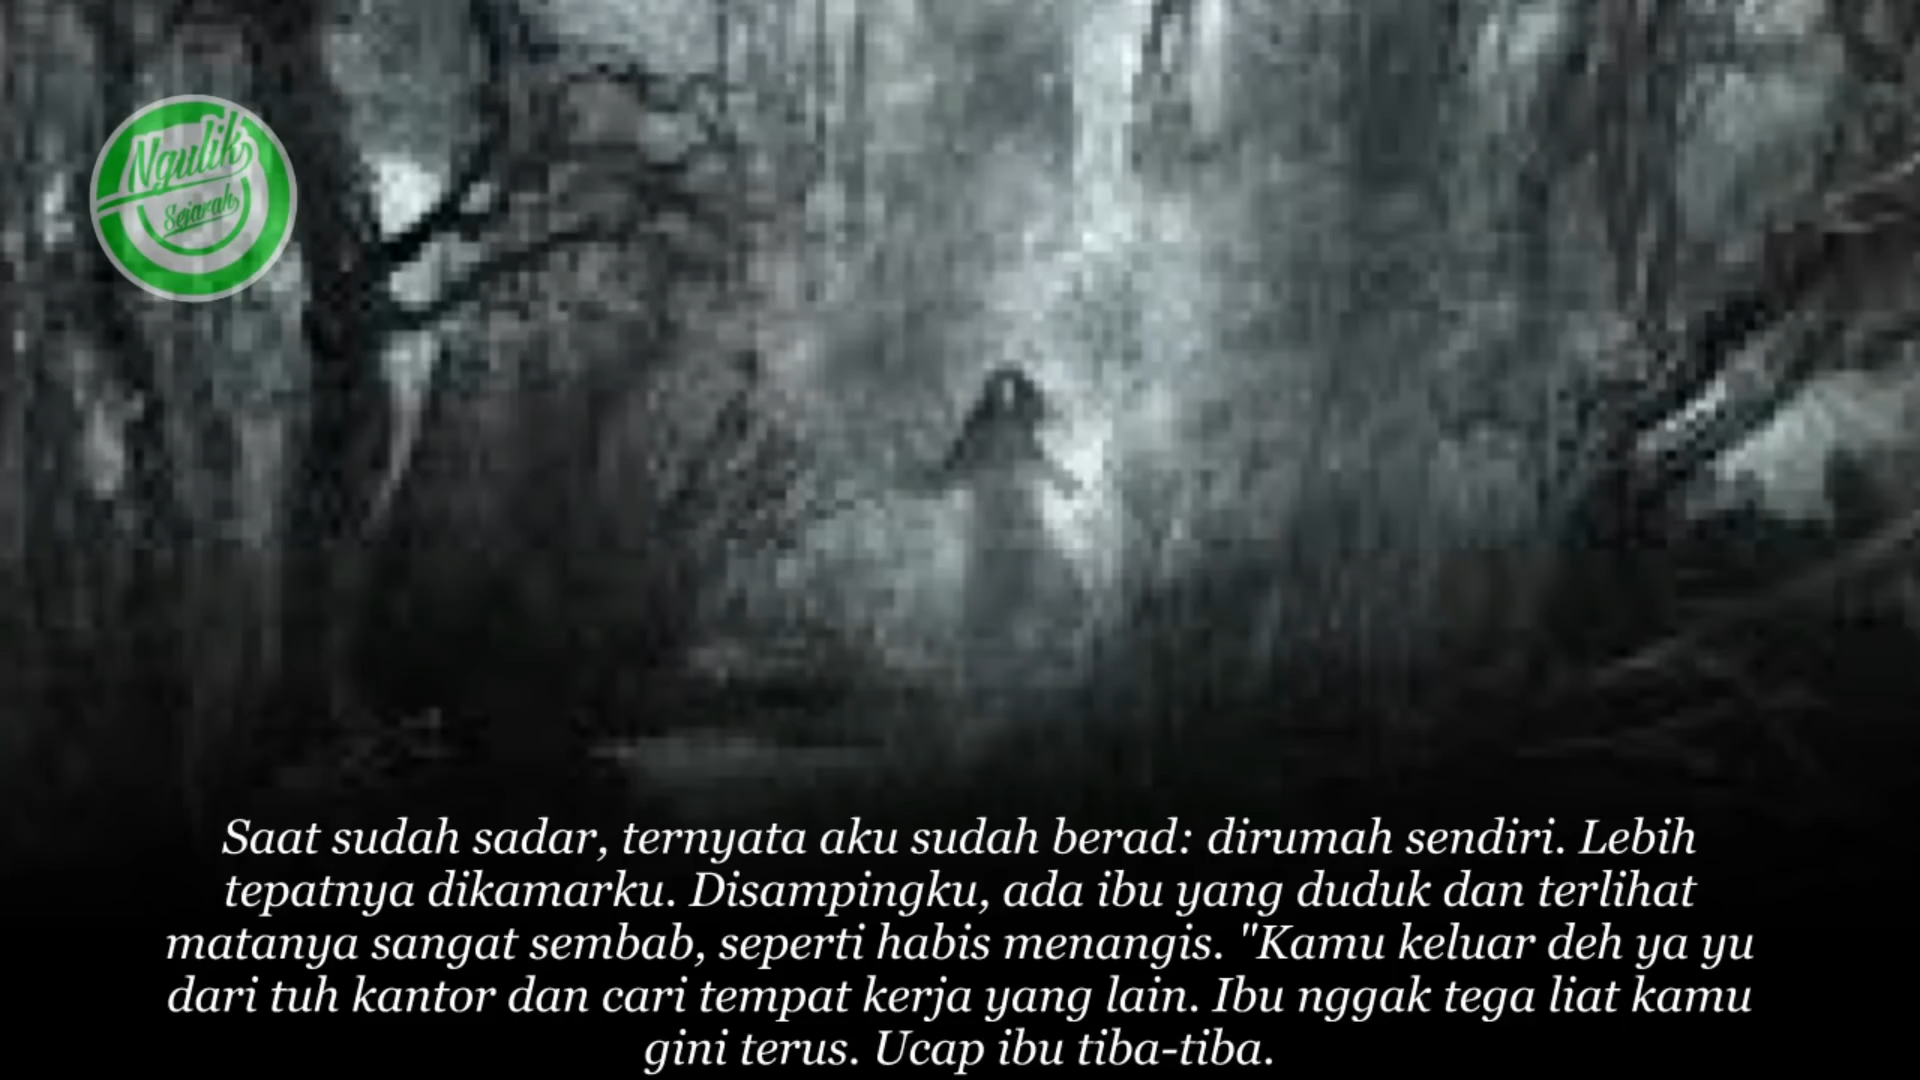 Ngulik
Sejarah
Saat sudah sadar, ternyata aku sudah berad: dirumah sendiri. Lebih
tepatnya dikamarku. Disampingku, ada ibu yang duduk dan terlihat
matanya sangat sembab, seperti habis menangis. "Kamu keluar deh ya yu
dari tuh kantor dan cari tempat kerja yang lain. Ibu nggak tega liat kamu
gini terus. Ucap ibu tiba-tiba.